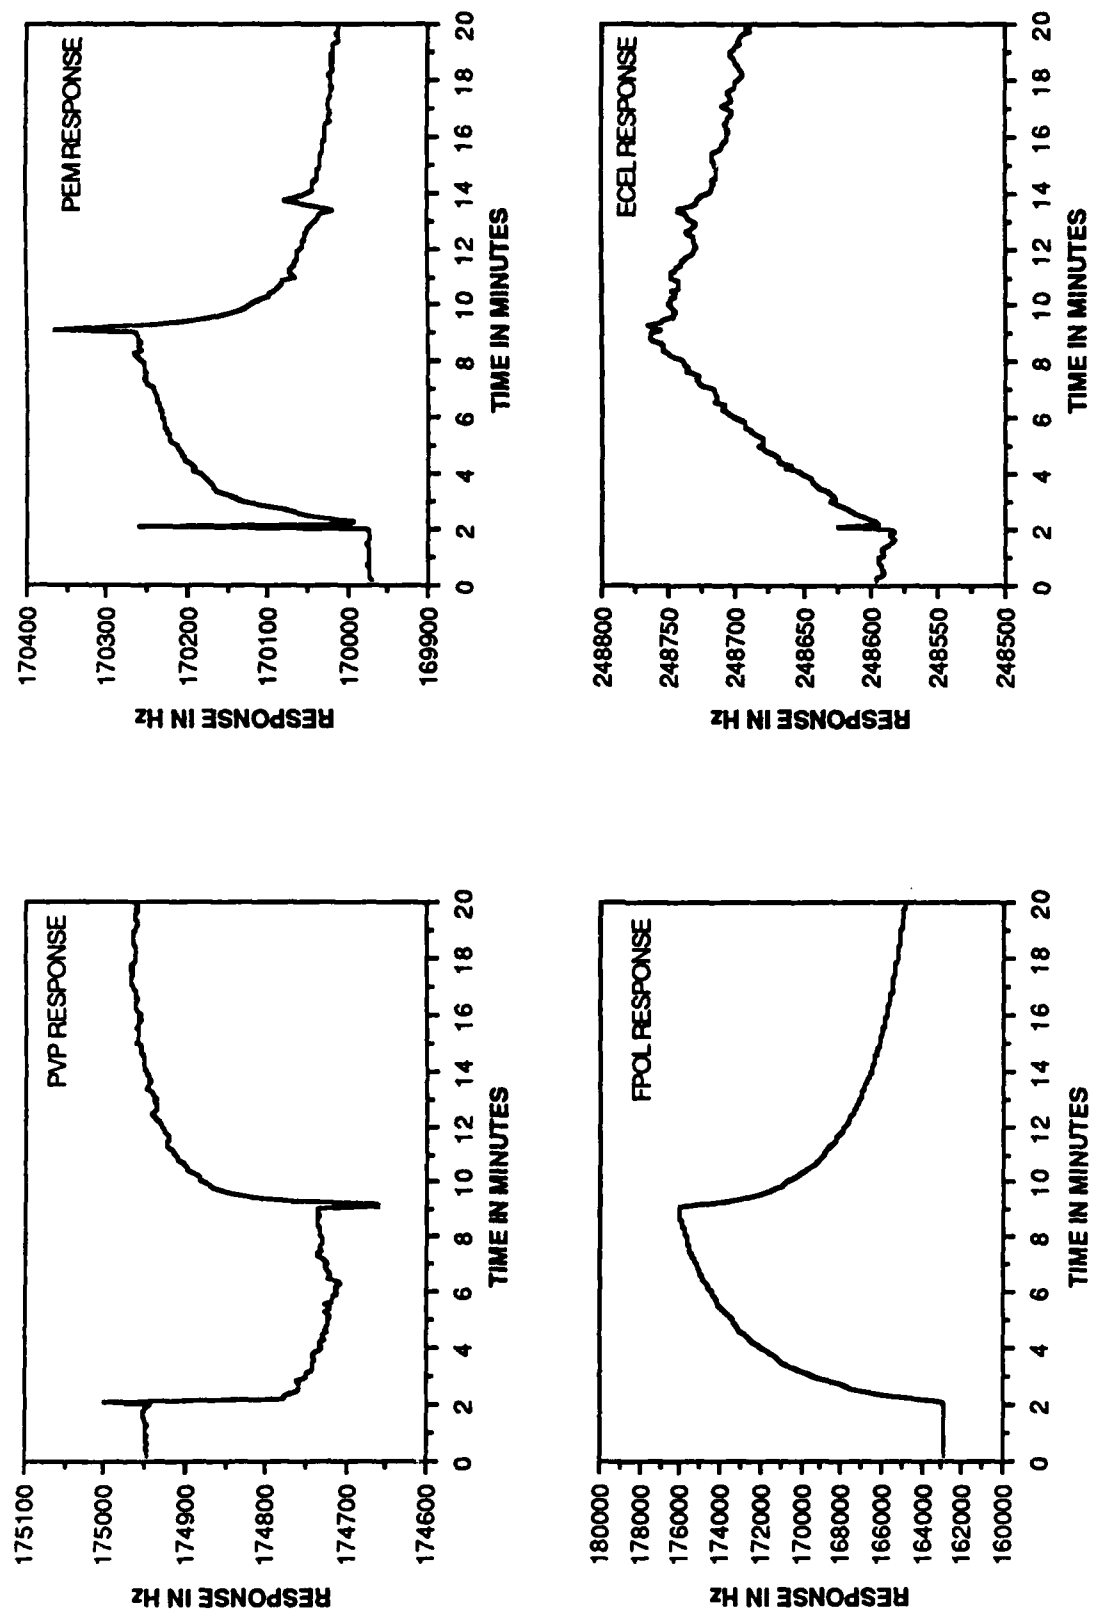 PVP RESPONSE
RESPONSE IN Hz
175100
175000
174900
174800
174700
174600
0 2 4 6 8 10 12 14 16 18 20
TIME IN MINUTES
PEM RESPONSE
RESPONSE IN Hz
170400
170300
170200
170100
170000
169900
0 2 4 6 8 10 12 14 16 18 20
TIME IN MINUTES
FPOL RESPONSE
RESPONSE IN Hz
180000
178000
176000
174000
172000
170000
168000
166000
164000
162000
160000
0 2 4 6 8 10 12 14 16 18 20
TIME IN MINUTES
ECEL RESPONSE
RESPONSE IN Hz
248800
248750
248700
248650
248600
248550
248500
0 2 4 6 8 10 12 14 16 18 20
TIME IN MINUTES